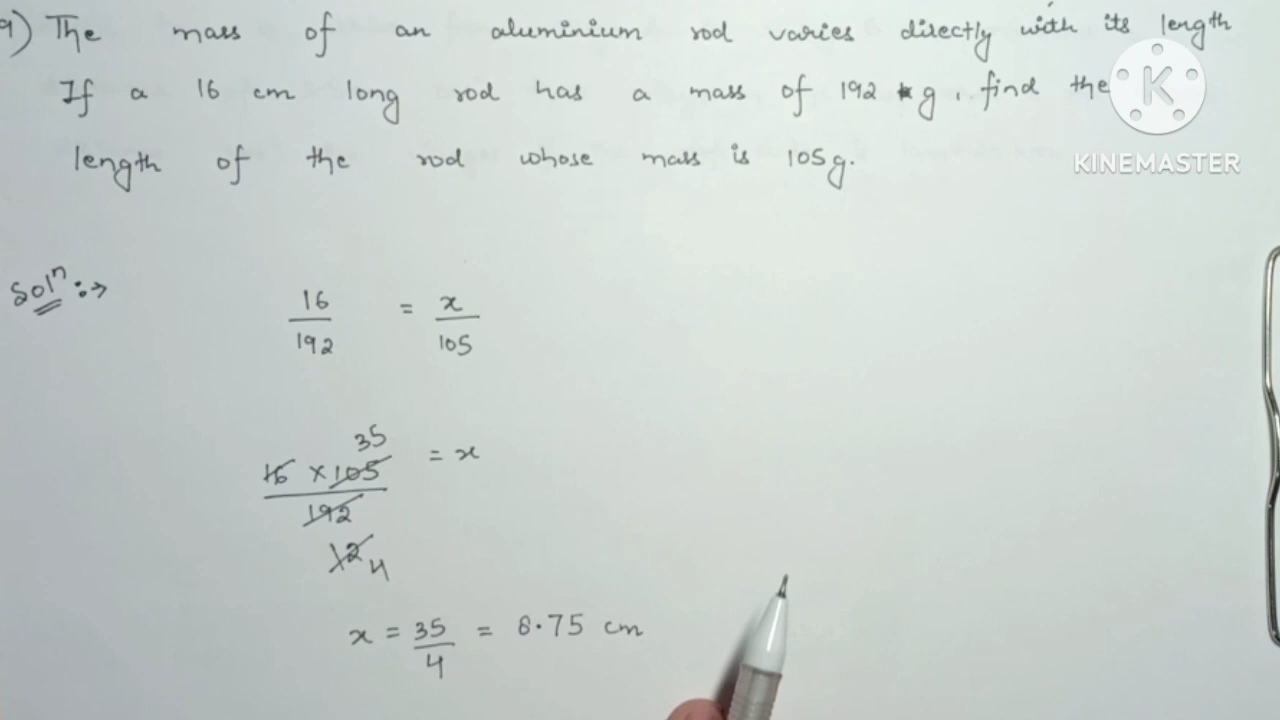 9) The mass of an aluminium rod varies directly with its length
If a 16 cm long rod has a mass of 192 g, find the
length of the rod whose mass is 105g.
K
KINEMASTER
Solⁿ :→
16/192 = x/105
35
16 × 105 / 192 = x
12 4
x = 35/4 = 8.75 cm